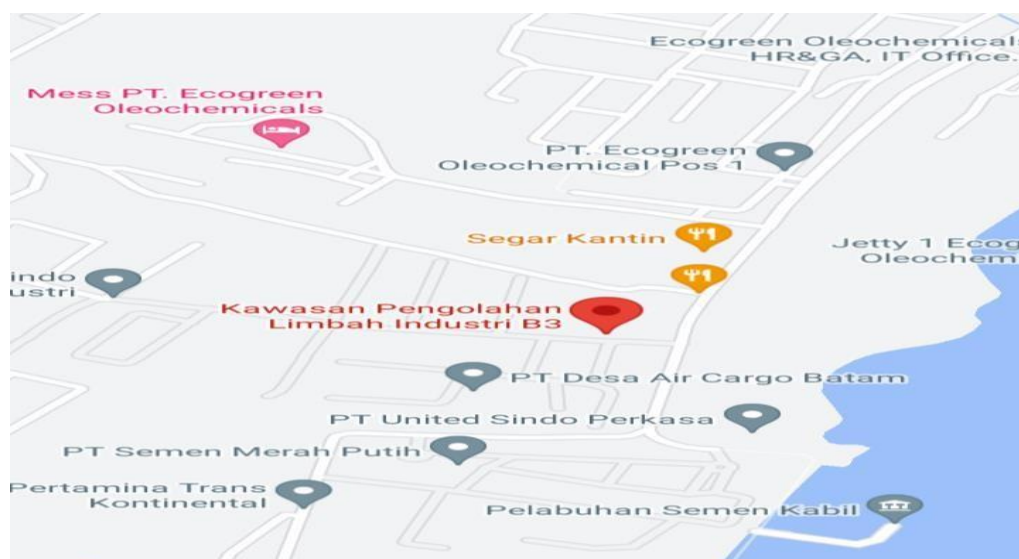 Ecogreen Oleochemicals
HR&GA, IT Office.
Mess PT. Ecogreen
Oleochemicals
PT. Ecogreen
Oleochemical Pos 1
Segar Kantin
Jetty 1 Ecog
Oleochem
indo
ustri
Kawasan Pengolahan
Limbah Industri B3
PT Desa Air Cargo Batam
PT United Sindo Perkasa
PT Semen Merah Putih
Pertamina Trans
Kontinental
Pelabuhan Semen Kabil